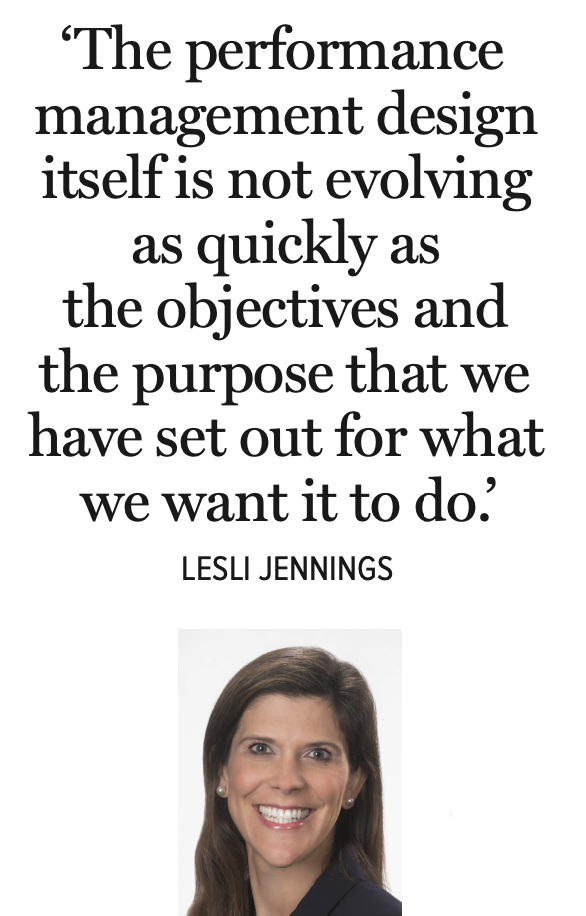 ‘The performance
management design
itself is not evolving
as quickly as
the objectives and
the purpose that we
have set out for what
we want it to do.’
LESLI JENNINGS